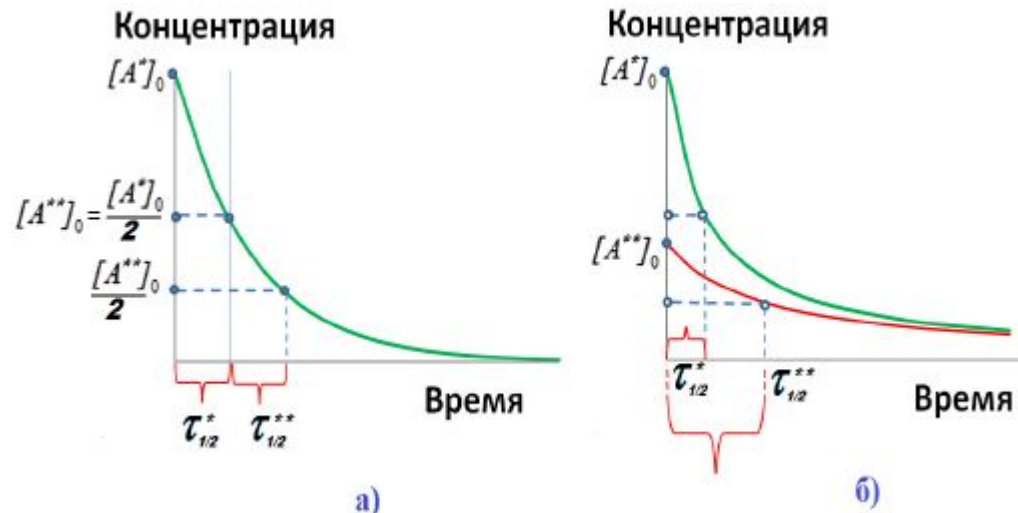 Концентрация
[A*]₀
[A**]₀ = [A*]₀ / 2
[A**]₀ / 2
Время
τ*₁/₂ τ**₁/₂
а)
Концентрация
[A*]₀
[A**]₀
τ*₁/₂ τ**₁/₂
Время
б)